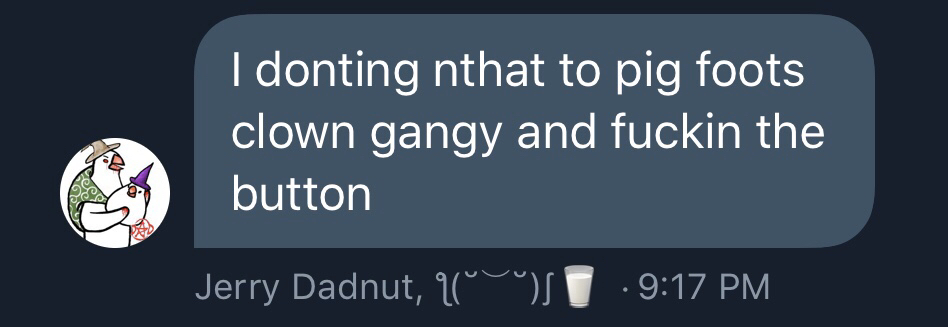 I donting nthat to pig foots
clown gangy and fuckin the
button
Jerry Dadnut, ƪ(˘⌣˘)ʃ🥛 · 9:17 PM